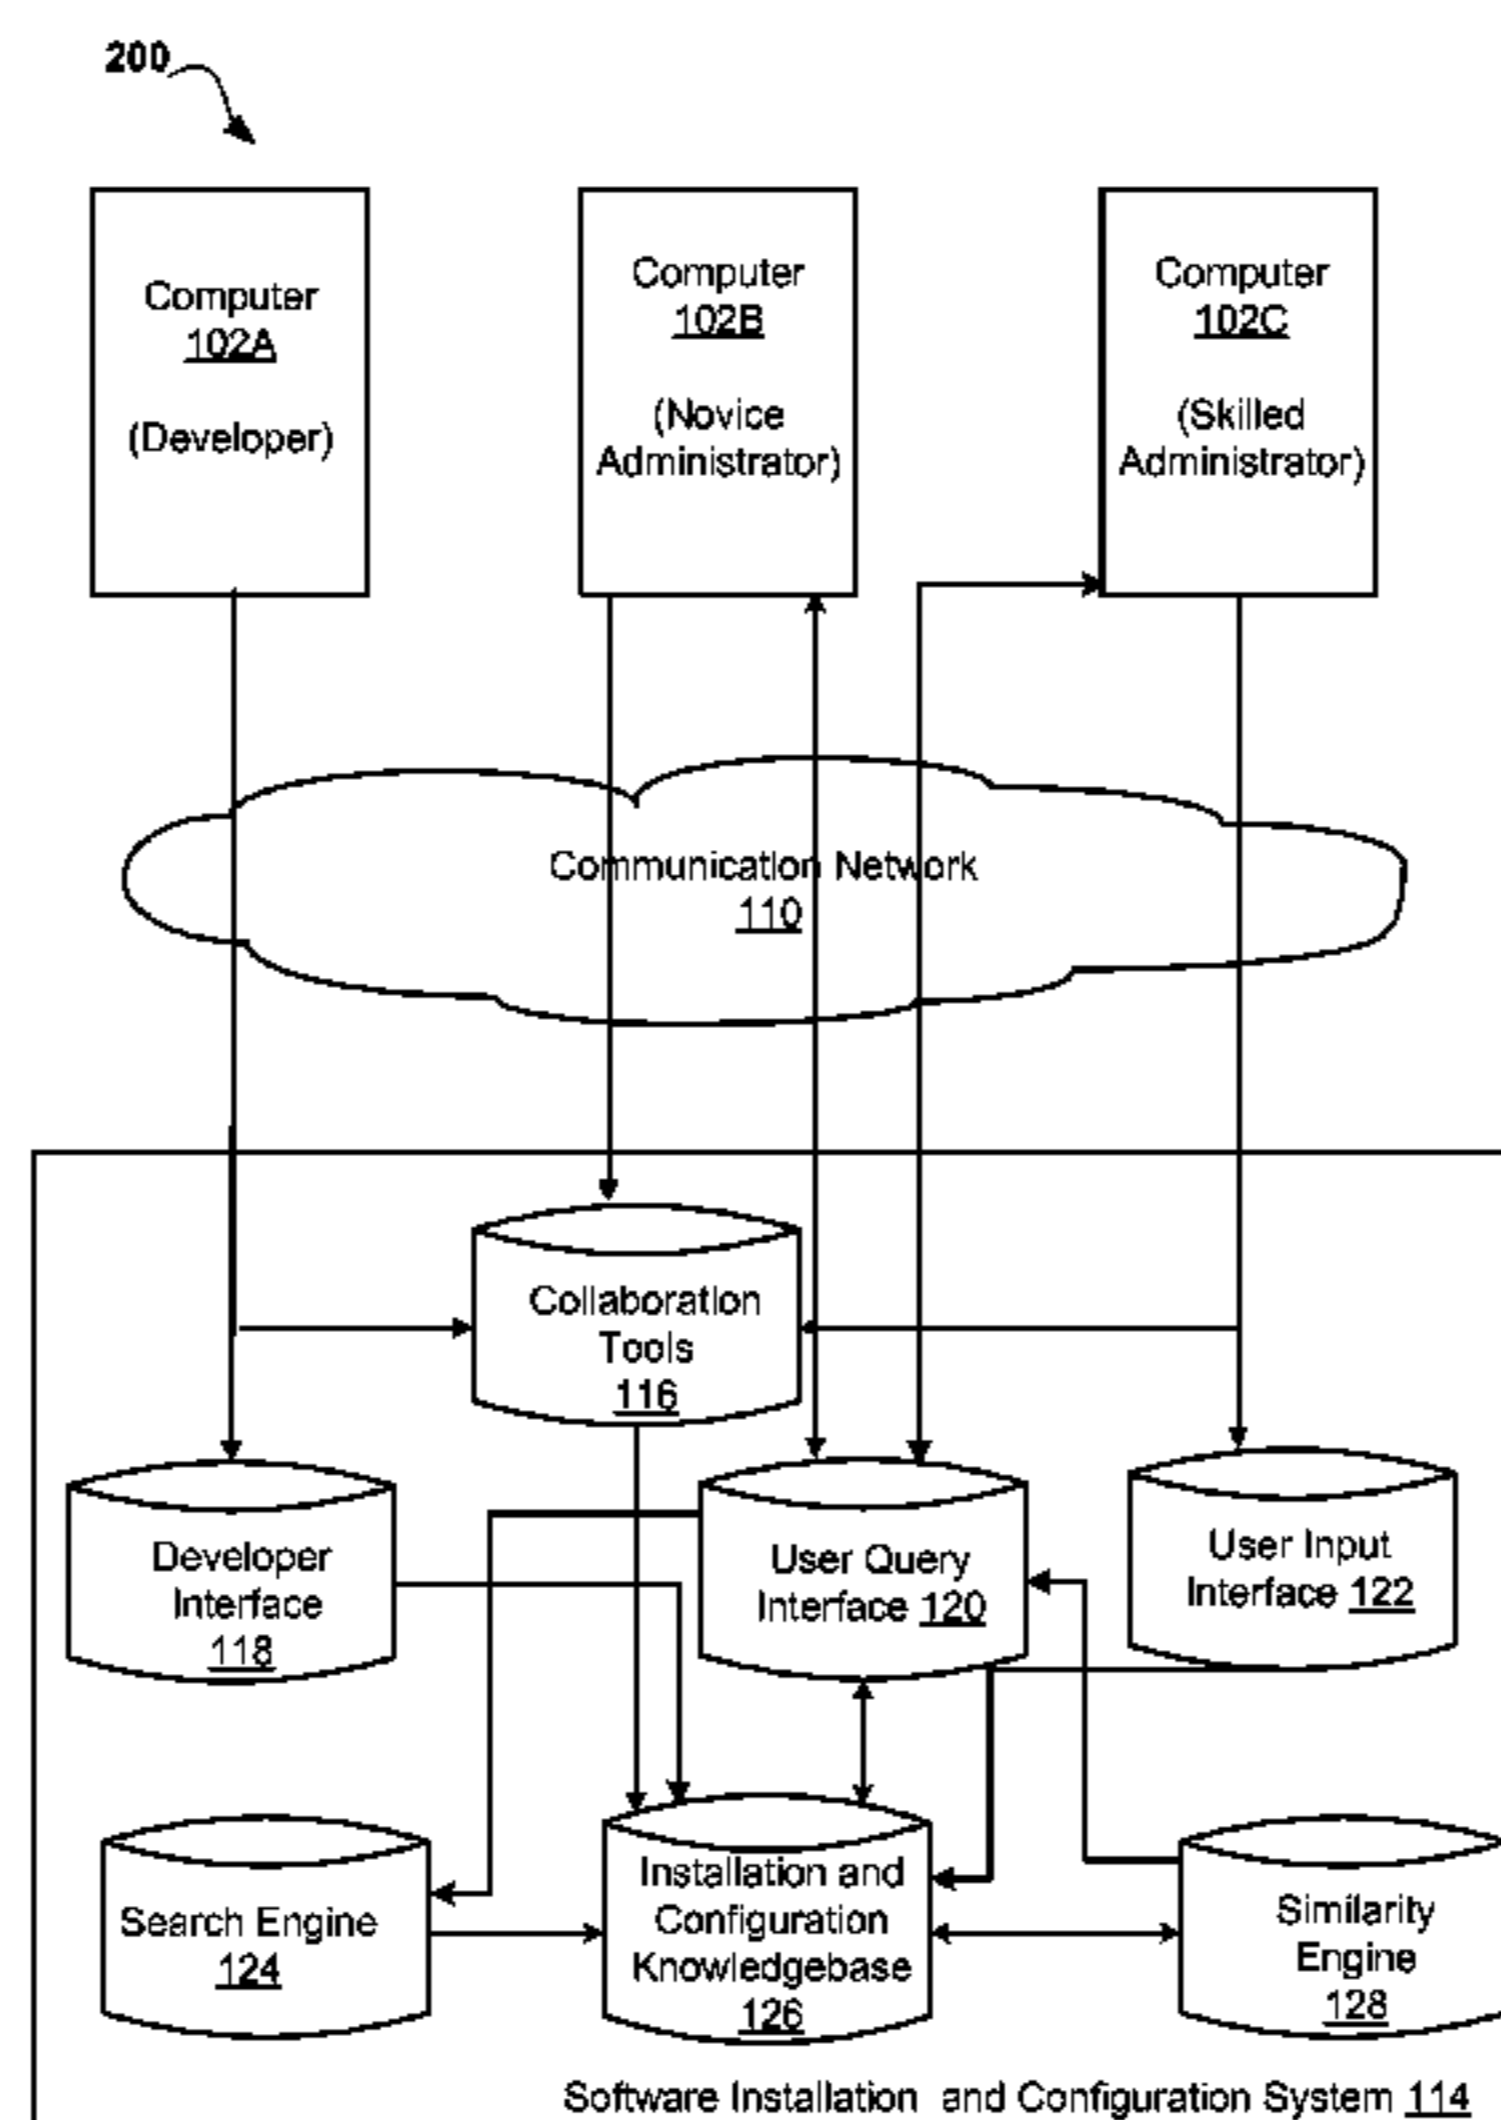 200
Computer
102A
(Developer)
Computer
102B
(Novice
Administrator)
Computer
102C
(Skilled
Administrator)
Communication Network
110
Collaboration
Tools
116
Developer
Interface
118
User Query
Interface 120
User Input
Interface 122
Search Engine
124
Installation and
Configuration
Knowledgebase
126
Similarity
Engine
128
Software Installation and Configuration System 114